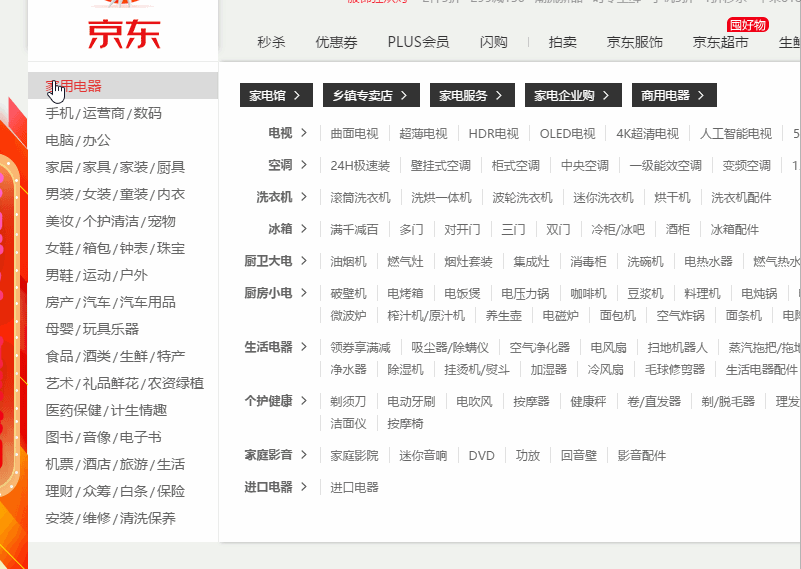 京东
囤好物
秒杀 优惠券 PLUS会员 闪购 拍卖 京东服饰 京东超市
家用电器
手机/运营商/数码
电脑/办公
家居/家具/家装/厨具
男装/女装/童装/内衣
美妆/个护清洁/宠物
女鞋/箱包/钟表/珠宝
男鞋/运动/户外
房产/汽车/汽车用品
母婴/玩具乐器
食品/酒类/生鲜/特产
艺术/礼品鲜花/农资绿植
医药保健/计生情趣
图书/音像/电子书
机票/酒店/旅游/生活
理财/众筹/白条/保险
安装/维修/清洗保养
家电馆 > 乡镇专卖店 > 家电服务 > 家电企业购 > 商用电器 >
电视 > 曲面电视 超薄电视 HDR电视 OLED电视 4K超清电视 人工智能电视
空调 > 24H极速装 壁挂式空调 柜式空调 中央空调 一级能效空调 变频空调
洗衣机 > 滚筒洗衣机 洗烘一体机 波轮洗衣机 迷你洗衣机 烘干机 洗衣机配件
冰箱 > 满千减百 多门 对开门 三门 双门 冷柜/冰吧 酒柜 冰箱配件
厨卫大电 > 油烟机 燃气灶 烟灶套装 集成灶 消毒柜 洗碗机 电热水器 燃气热水
厨房小电 > 破壁机 电烤箱 电饭煲 电压力锅 咖啡机 豆浆机 料理机 电炖锅
微波炉 榨汁机/原汁机 养生壶 电磁炉 面包机 空气炸锅 面条机
生活电器 > 领券享满减 吸尘器/除螨仪 空气净化器 电风扇 扫地机器人 蒸汽拖把/拖地
净水器 除湿机 挂烫机/熨斗 加湿器 冷风扇 毛球修剪器 生活电器配件
个护健康 > 剃须刀 电动牙刷 电吹风 按摩器 健康秤 卷/直发器 剃/脱毛器 理发
洁面仪 按摩椅
家庭影音 > 家庭影院 迷你音响 DVD 功放 回音壁 影音配件
进口电器 > 进口电器